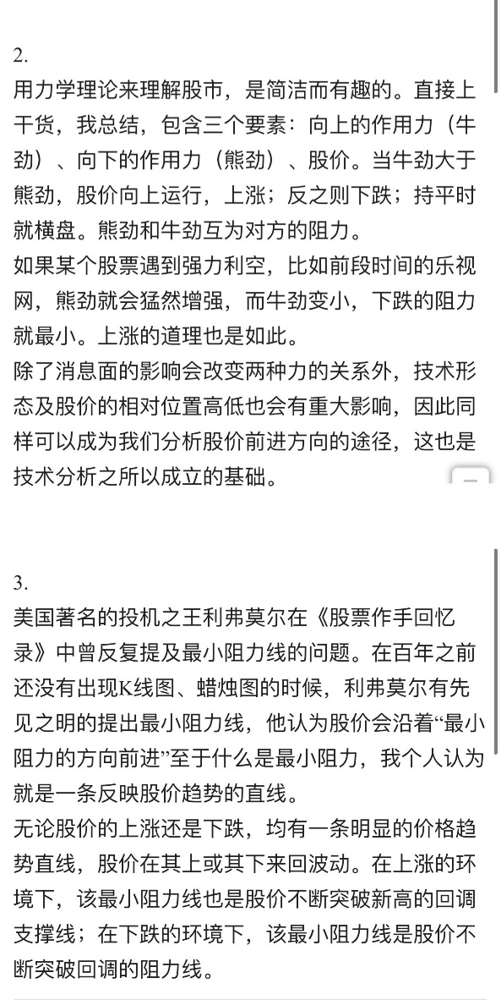 2.
用力学理论来理解股市，是简洁而有趣的。直接上
干货，我总结，包含三个要素：向上的作用力（牛
劲）、向下的作用力（熊劲）、股价。当牛劲大于
熊劲，股价向上运行，上涨；反之则下跌；持平时
就横盘。熊劲和牛劲互为对方的阻力。
如果某个股票遇到强力利空，比如前段时间的乐视
网，熊劲就会猛然增强，而牛劲变小，下跌的阻力
就最小。上涨的道理也是如此。
除了消息面的影响会改变两种力的关系外，技术形
态及股价的相对位置高低也会有重大影响，因此同
样可以成为我们分析股价前进方向的途径，这也是
技术分析之所以成立的基础。
3.
美国著名的投机之王利弗莫尔在《股票作手回忆
录》中曾反复提及最小阻力线的问题。在百年之前
还没有出现K线图、蜡烛图的时候，利弗莫尔有先
见之明的提出最小阻力线，他认为股价会沿着“最小
阻力的方向前进”至于什么是最小阻力，我个人认为
就是一条反映股价趋势的直线。
无论股价的上涨还是下跌，均有一条明显的价格趋
势直线，股价在其上或其下来回波动。在上涨的环
境下，该最小阻力线也是股价不断突破新高的回调
支撑线；在下跌的环境下，该最小阻力线是股价不
断突破回调的阻力线。